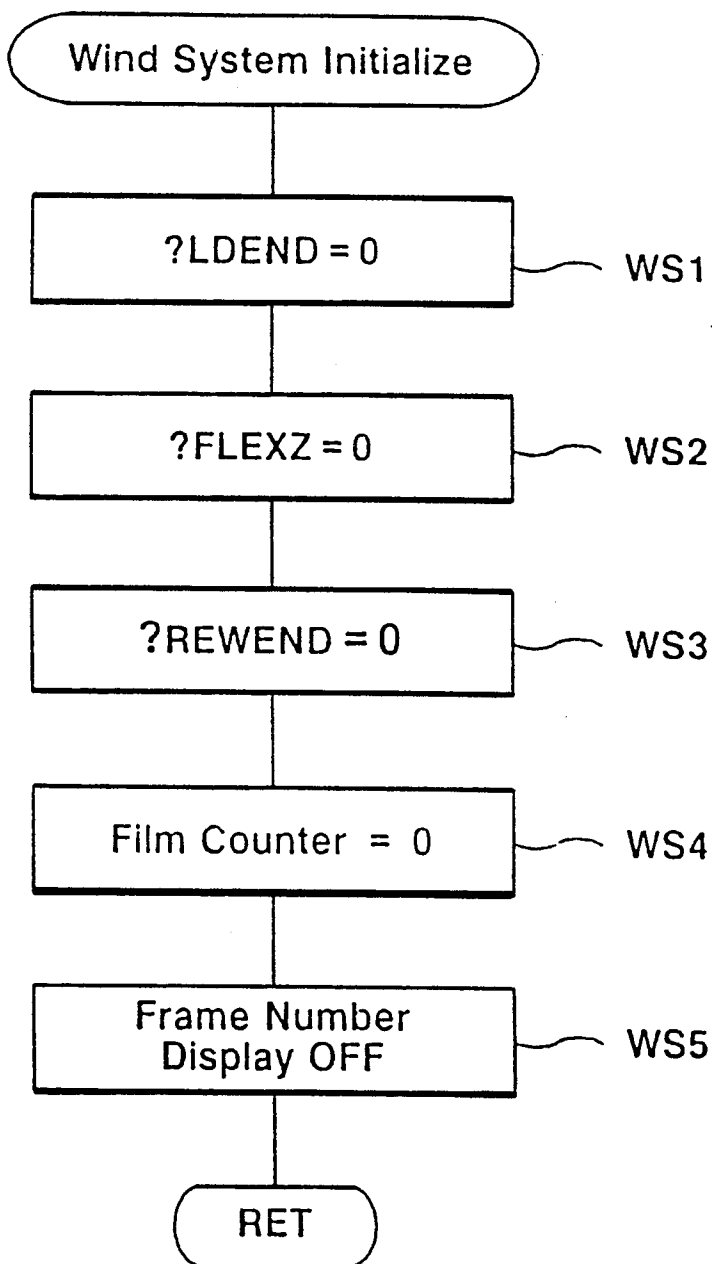 Wind System Initialize
?LDEND = 0
WS1
?FLEXZ = 0
WS2
?REWEND = 0
WS3
Film Counter = 0
WS4
Frame Number
Display OFF
WS5
RET